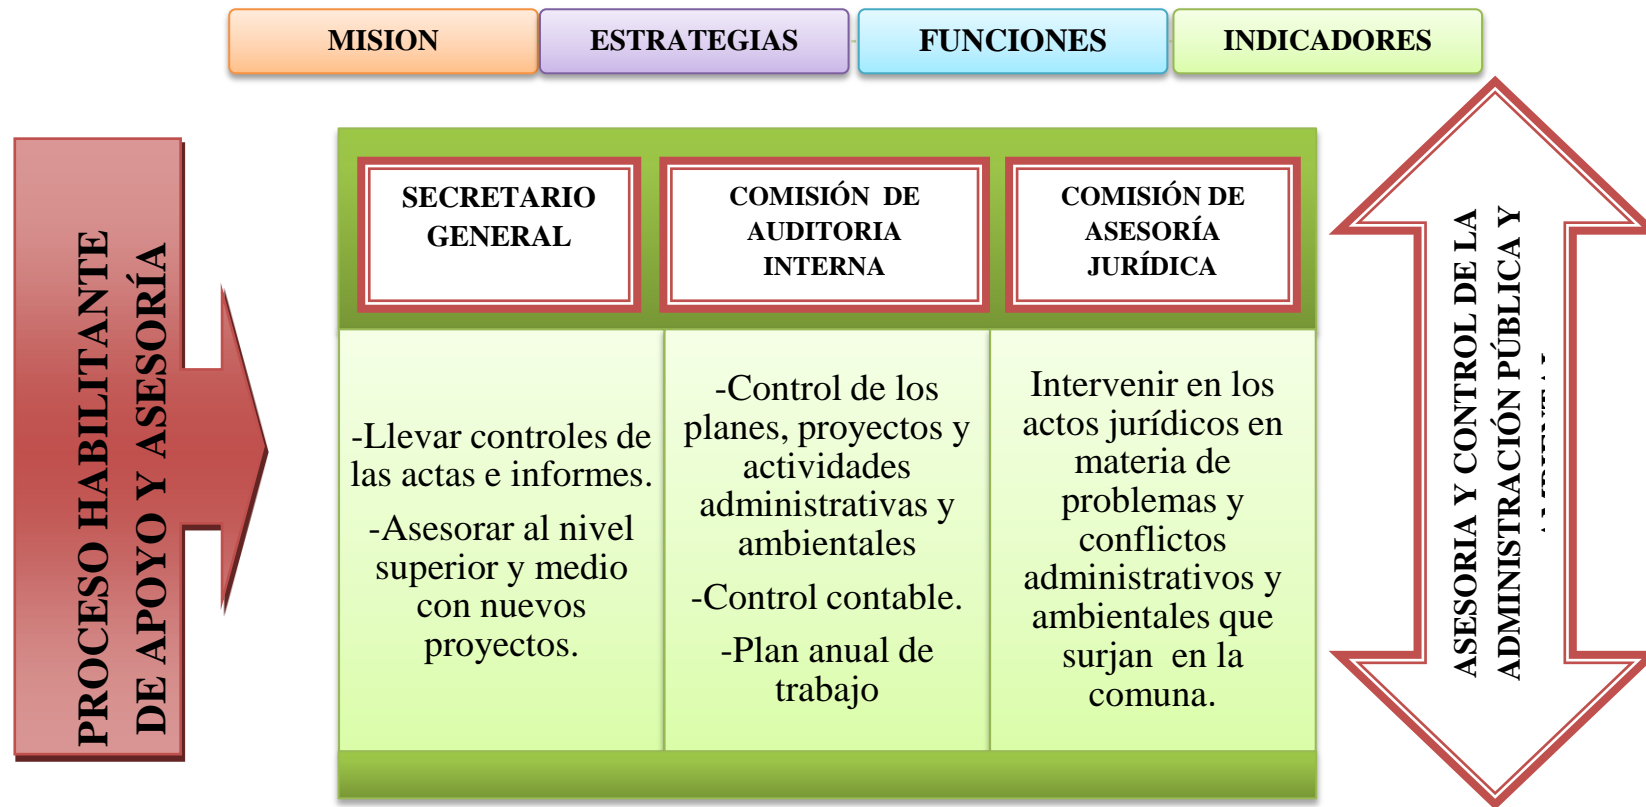 MISION
ESTRATEGIAS
FUNCIONES
INDICADORES
PROCESO HABILITANTE
DE APOYO Y ASESORÍA
SECRETARIO
GENERAL
COMISIÓN DE
AUDITORIA
INTERNA
COMISIÓN DE
ASESORÍA
JURÍDICA
-Llevar controles de
las actas e informes.
-Asesorar al nivel
superior y medio
con nuevos
proyectos.
-Control de los
planes, proyectos y
actividades
administrativas y
ambientales
-Control contable.
-Plan anual de
trabajo
Intervenir en los
actos jurídicos en
materia de
problemas y
conflictos
administrativos y
ambientales que
surjan en la
comuna.
ASESORIA Y CONTROL DE LA
ADMINISTRACIÓN PÚBLICA Y